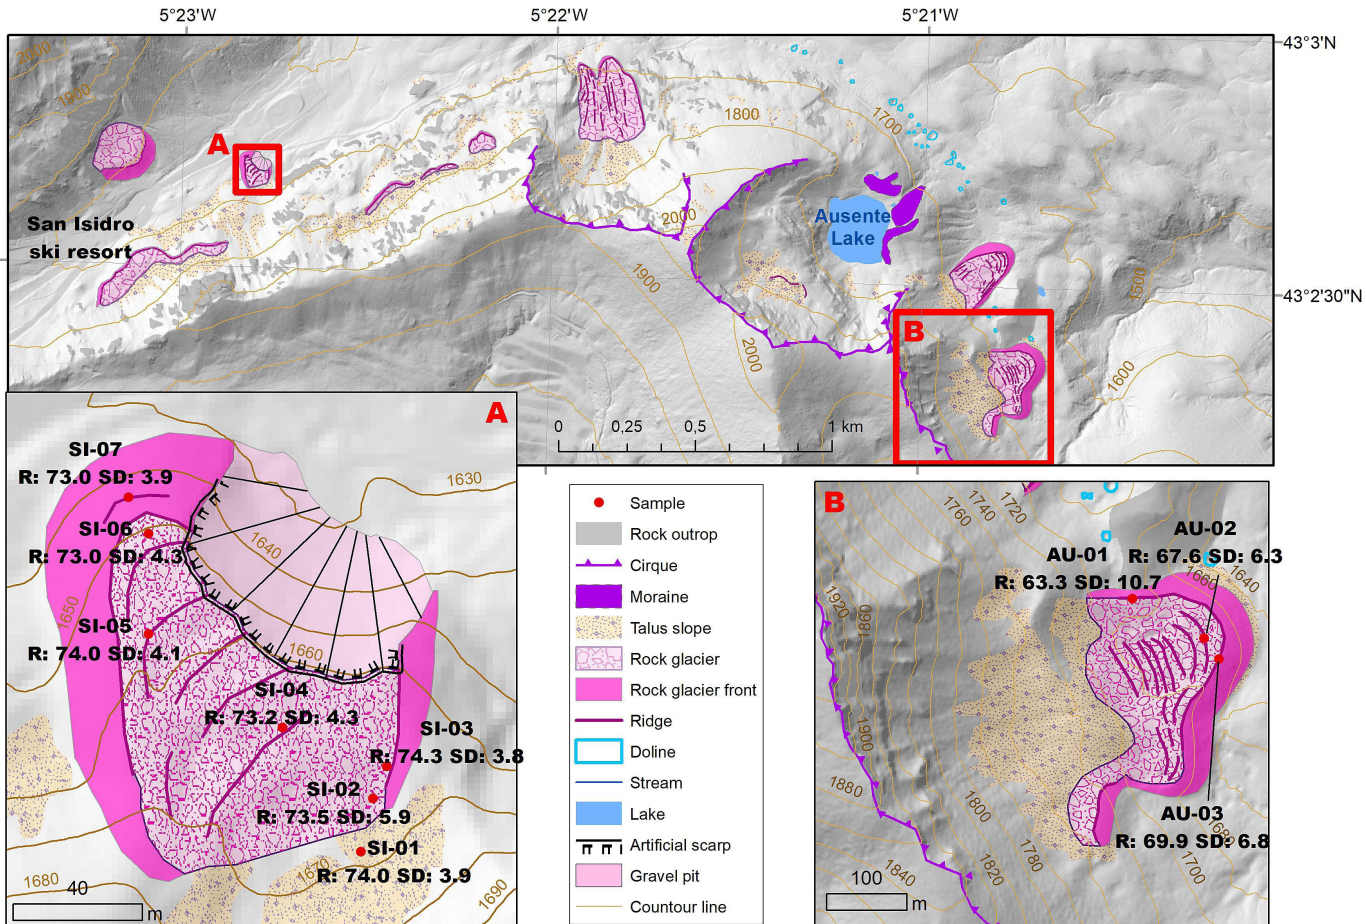 5°23'W
5°22'W
5°21'W
43°3'N
2000
1900
1800
1700
A
San Isidro
ski resort
2000
Ausente
Lake
1900
1500
43°2'30"N
2000
B
1600
0 0,25 0,5 1 km
A
SI-07
R: 73.0 SD: 3.9
1630
SI-06
R: 73.0 SD: 4.3
1640
1650
SI-05
R: 74.0 SD: 4.1
1660
SI-04
R: 73.2 SD: 4.3
SI-03
R: 74.3 SD: 3.8
SI-02
R: 73.5 SD: 5.9
SI-01
R: 74.0 SD: 3.9
1670
1680
1690
40
m
Sample
Rock outrop
Cirque
Moraine
Talus slope
Rock glacier
Rock glacier front
Ridge
Doline
Stream
Lake
Artificial scarp
Gravel pit
Countour line
B
1760
1740
1720
AU-02
R: 67.6 SD: 6.3
AU-01
R: 63.3 SD: 10.7
1660
1640
1920
1860
1900
1880
1800
1780
AU-03
1680
R: 69.9 SD: 6.8
1840
1820
1700
100
m